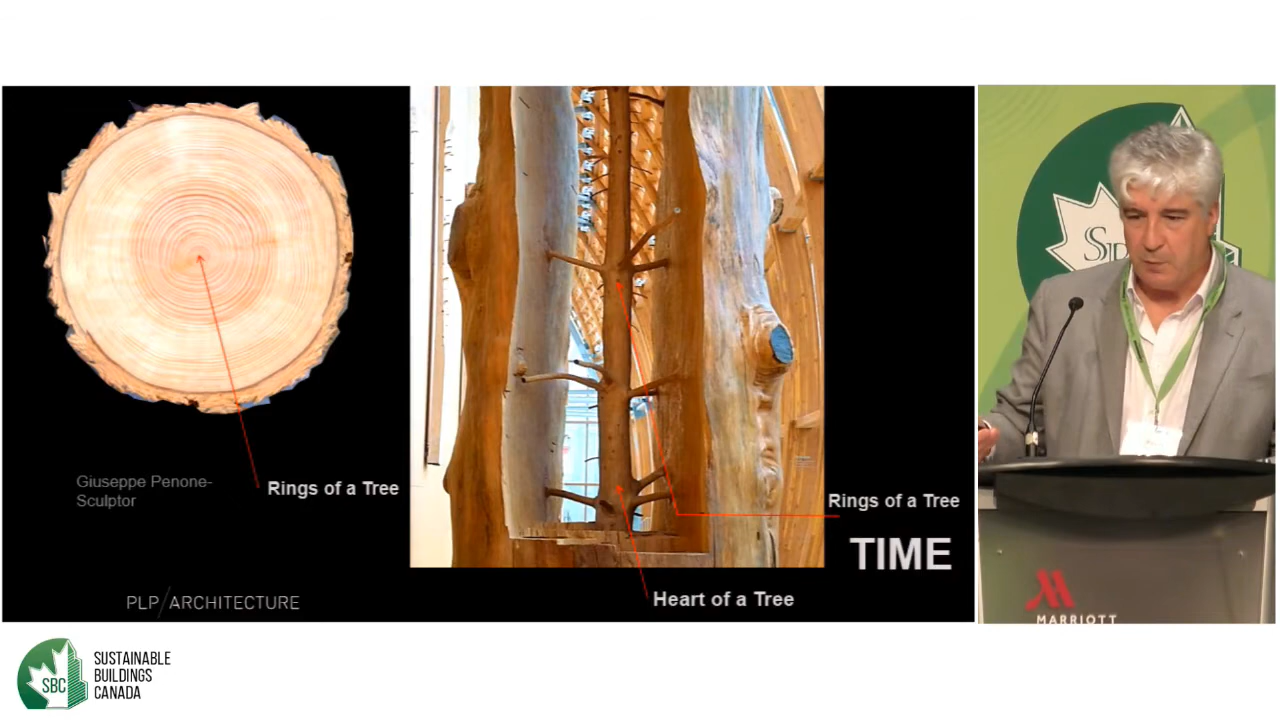 Giuseppe Penone-
Sculptor
Rings of a Tree
PLP/ARCHITECTURE
Rings of a Tree
TIME
Heart of a Tree
MARRIOTT
SBC
SUSTAINABLE
BUILDINGS
CANADA